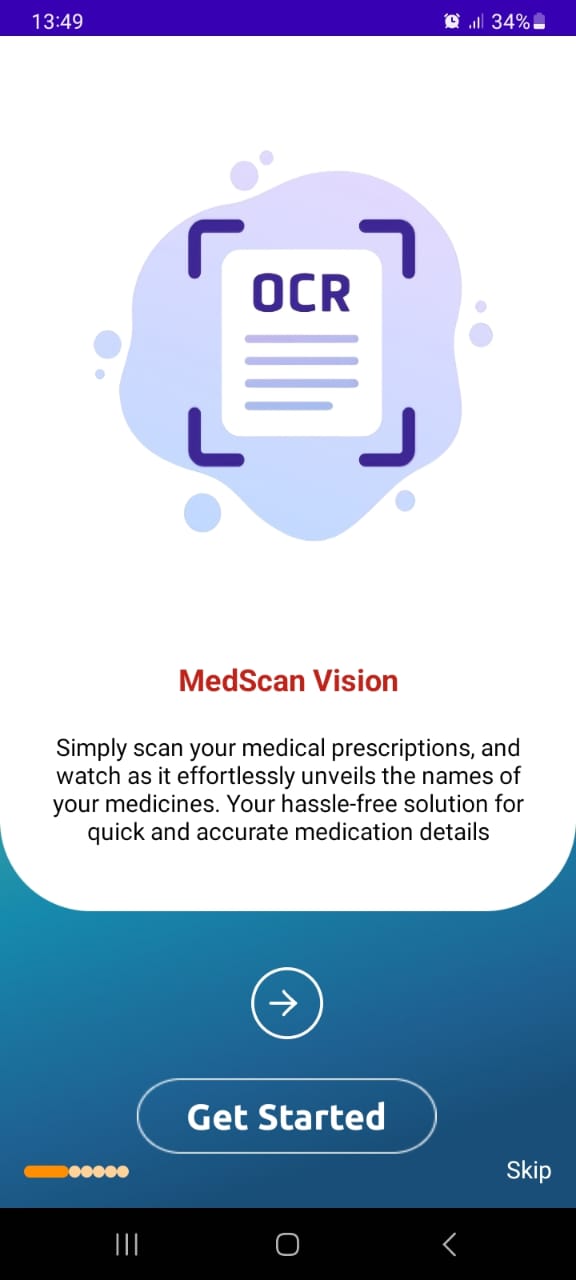 13:49
34%
OCR
MedScan Vision
Simply scan your medical prescriptions, and
watch as it effortlessly unveils the names of
your medicines. Your hassle-free solution for
quick and accurate medication details
Get Started
Skip